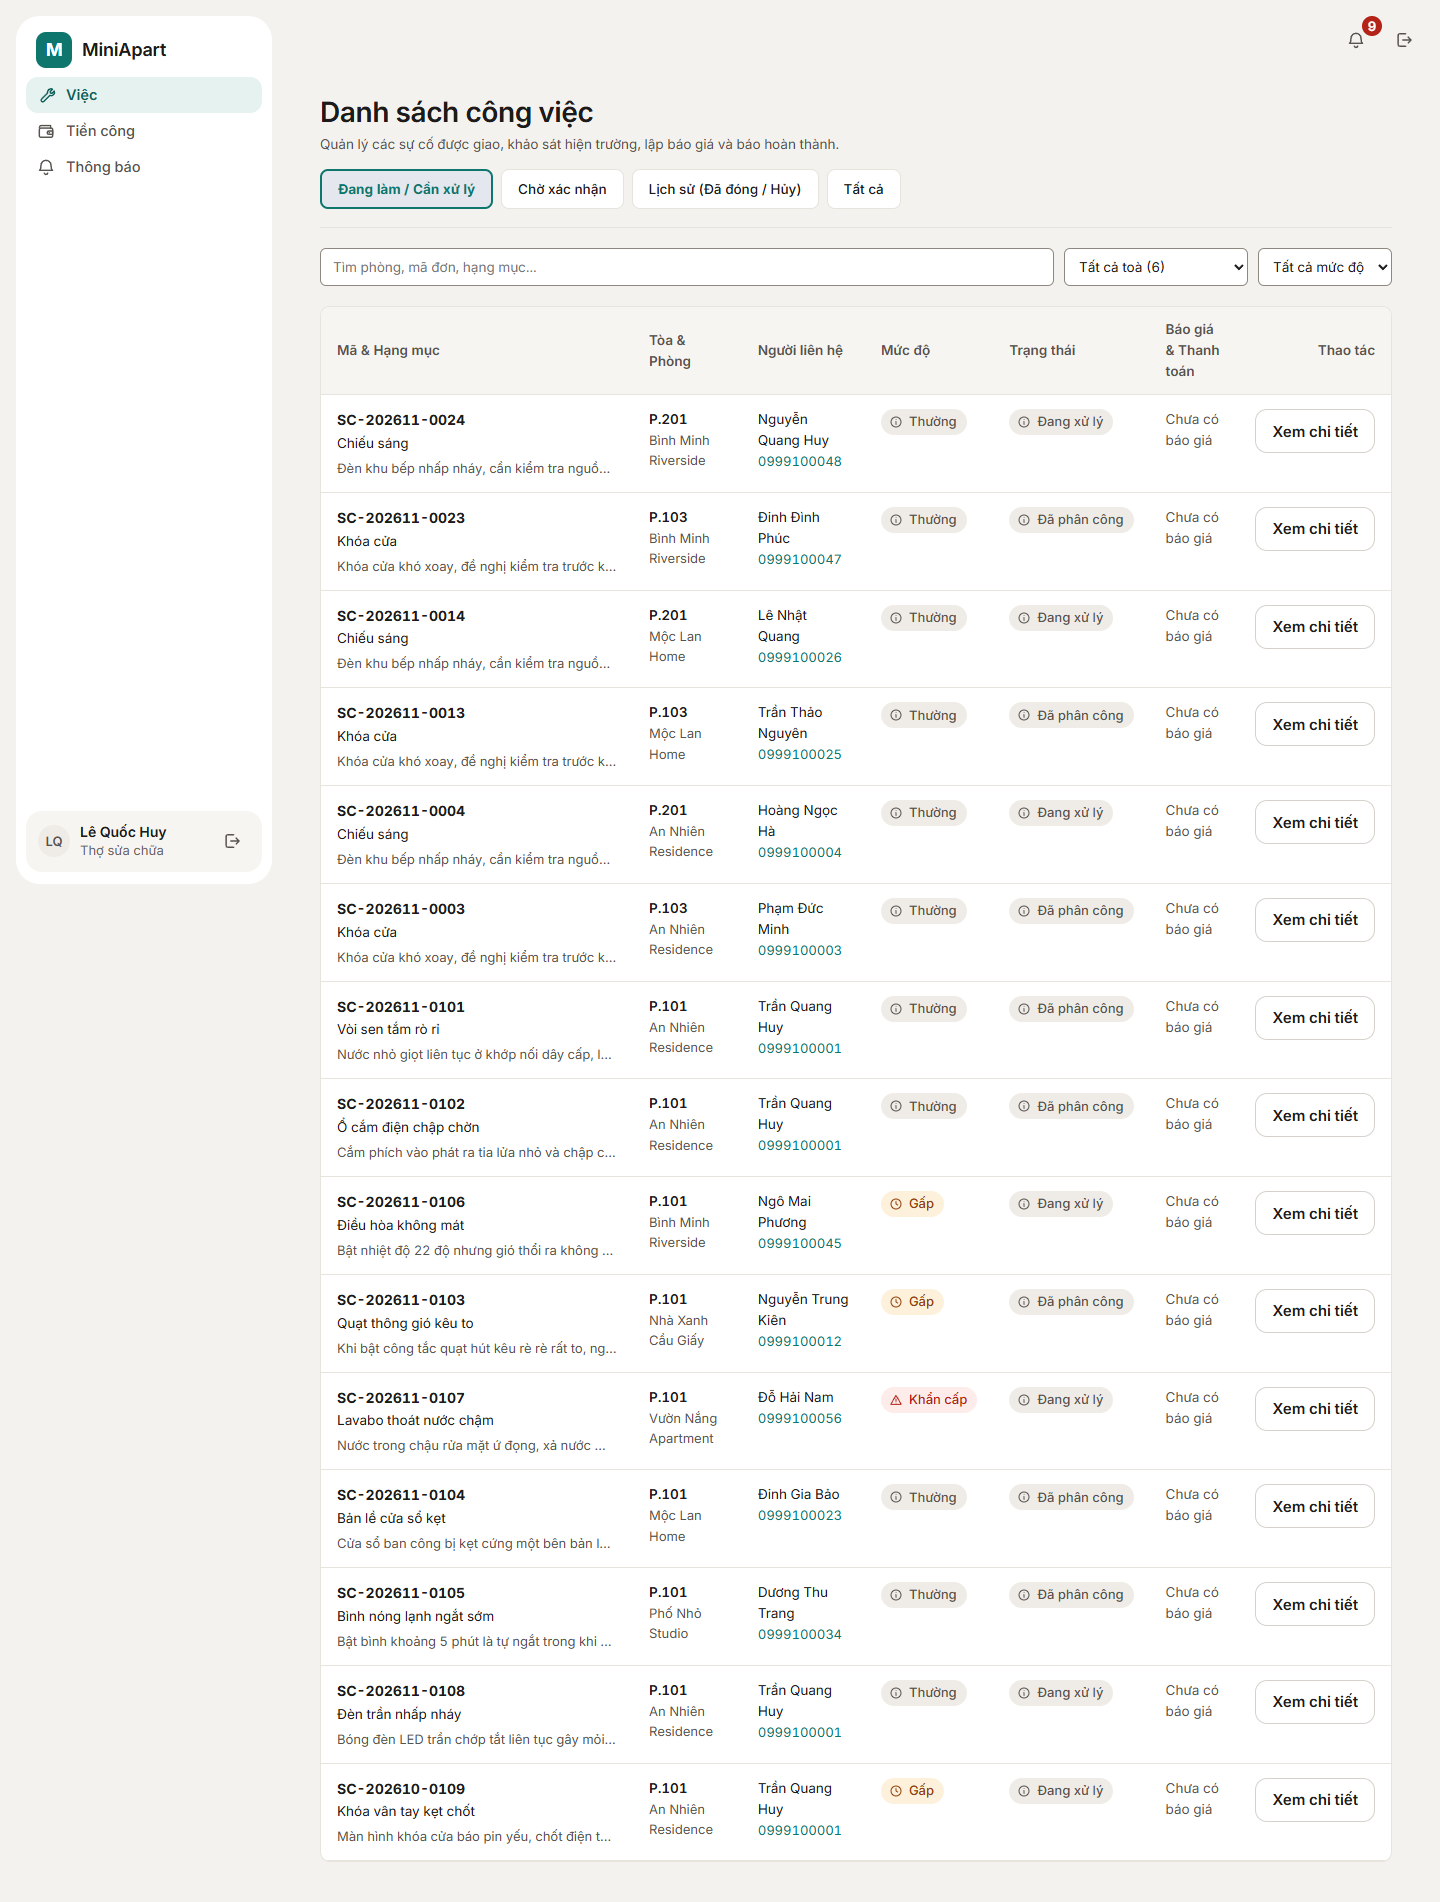 M MiniApart
Việc
Tiền công
Thông báo
LQ
Lê Quốc Huy
Thợ sửa chữa
9
Danh sách công việc
Quản lý các sự cố được giao, khảo sát hiện trường, lập báo giá và báo hoàn thành.
Đang làm / Cần xử lý
Chờ xác nhận
Lịch sử (Đã đóng / Hủy)
Tất cả
Tìm phòng, mã đơn, hạng mục...
Tất cả toà (6)
Tất cả mức độ
Mã & Hạng mục
Tòa &
Phòng
Người liên hệ
Mức độ
Trạng thái
Báo giá
& Thanh
toán
Thao tác
SC-202611-0024
Chiếu sáng
Đèn khu bếp nhấp nháy, cần kiểm tra nguồ...
P.201
Bình Minh
Riverside
Nguyễn
Quang Huy
0999100048
Thường
Đang xử lý
Chưa có
báo giá
Xem chi tiết
SC-202611-0023
Khóa cửa
Khóa cửa khó xoay, đề nghị kiểm tra trước k...
P.103
Bình Minh
Riverside
Đinh Đình
Phúc
0999100047
Thường
Đã phân công
Chưa có
báo giá
Xem chi tiết
SC-202611-0014
Chiếu sáng
Đèn khu bếp nhấp nháy, cần kiểm tra nguồ...
P.201
Mộc Lan
Home
Lê Nhật
Quang
0999100026
Thường
Đang xử lý
Chưa có
báo giá
Xem chi tiết
SC-202611-0013
Khóa cửa
Khóa cửa khó xoay, đề nghị kiểm tra trước k...
P.103
Mộc Lan
Home
Trần Thảo
Nguyên
0999100025
Thường
Đã phân công
Chưa có
báo giá
Xem chi tiết
SC-202611-0004
Chiếu sáng
Đèn khu bếp nhấp nháy, cần kiểm tra nguồ...
P.201
An Nhiên
Residence
Hoàng Ngọc
Hà
0999100004
Thường
Đang xử lý
Chưa có
báo giá
Xem chi tiết
SC-202611-0003
Khóa cửa
Khóa cửa khó xoay, đề nghị kiểm tra trước k...
P.103
An Nhiên
Residence
Phạm Đức
Minh
0999100003
Thường
Đã phân công
Chưa có
báo giá
Xem chi tiết
SC-202611-0101
Vòi sen tắm rò rỉ
Nước nhỏ giọt liên tục ở khớp nối dây cấp, l...
P.101
An Nhiên
Residence
Trần Quang
Huy
0999100001
Thường
Đã phân công
Chưa có
báo giá
Xem chi tiết
SC-202611-0102
Ổ cắm điện chập chờn
Cắm phích vào phát ra tia lửa nhỏ và chập c...
P.101
An Nhiên
Residence
Trần Quang
Huy
0999100001
Thường
Đã phân công
Chưa có
báo giá
Xem chi tiết
SC-202611-0106
Điều hòa không mát
Bật nhiệt độ 22 độ nhưng gió thổi ra không ...
P.101
Bình Minh
Riverside
Ngô Mai
Phương
0999100045
Gấp
Đang xử lý
Chưa có
báo giá
Xem chi tiết
SC-202611-0103
Quạt thông gió kêu to
Khi bật công tắc quạt hút kêu rè rè rất to, ng...
P.101
Nhà Xanh
Cầu Giấy
Nguyễn Trung
Kiên
0999100012
Gấp
Đã phân công
Chưa có
báo giá
Xem chi tiết
SC-202611-0107
Lavabo thoát nước chậm
Nước trong chậu rửa mặt ứ đọng, xả nước ...
P.101
Vườn Nắng
Apartment
Đỗ Hải Nam
0999100056
Khẩn cấp
Đang xử lý
Chưa có
báo giá
Xem chi tiết
SC-202611-0104
Bản lề cửa sổ kẹt
Cửa sổ ban công bị kẹt cứng một bên bản l...
P.101
Mộc Lan
Home
Đinh Gia Bảo
0999100023
Thường
Đã phân công
Chưa có
báo giá
Xem chi tiết
SC-202611-0105
Bình nóng lạnh ngắt sớm
Bật bình khoảng 5 phút là tự ngắt trong khi ...
P.101
Phố Nhỏ
Studio
Dương Thu
Trang
0999100034
Thường
Đã phân công
Chưa có
báo giá
Xem chi tiết
SC-202611-0108
Đèn trần nhấp nháy
Bóng đèn LED trần chớp tắt liên tục gây mỏi...
P.101
An Nhiên
Residence
Trần Quang
Huy
0999100001
Thường
Đang xử lý
Chưa có
báo giá
Xem chi tiết
SC-202610-0109
Khóa vân tay kẹt chốt
Màn hình khóa cửa báo pin yếu, chốt điện t...
P.101
An Nhiên
Residence
Trần Quang
Huy
0999100001
Gấp
Đang xử lý
Chưa có
báo giá
Xem chi tiết